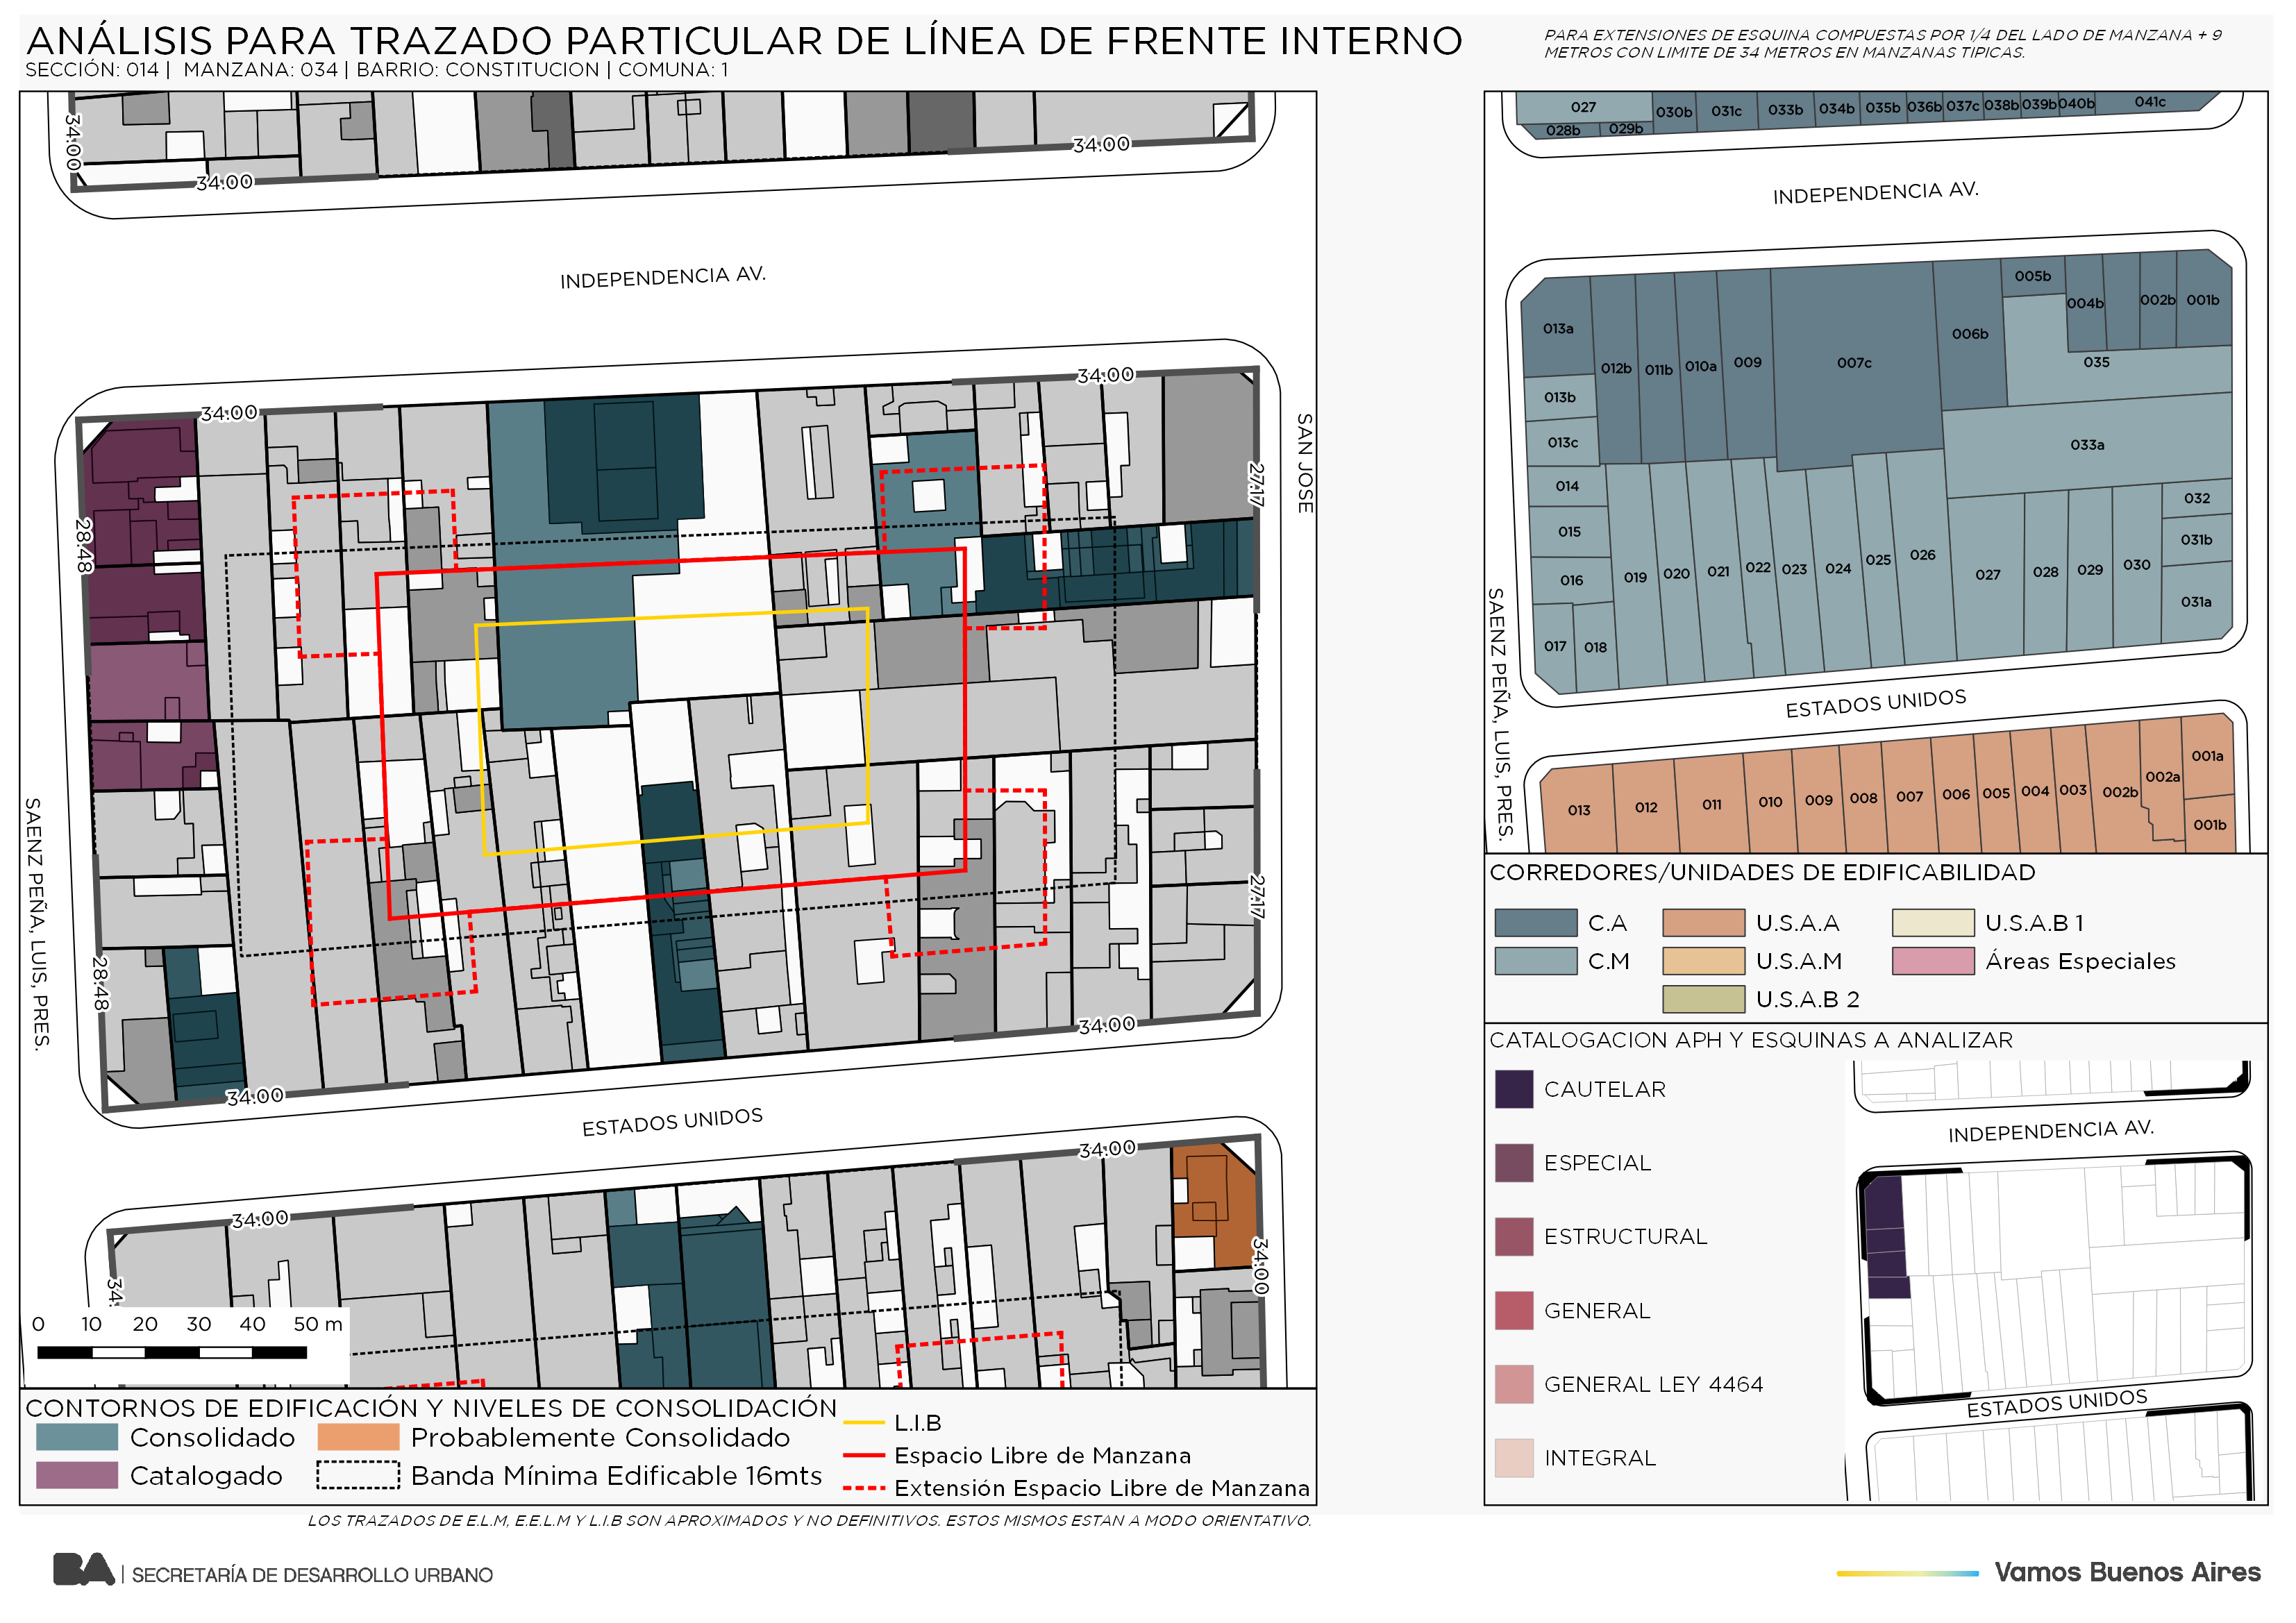 ANÁLISIS PARA TRAZADO PARTICULAR DE LÍNEA DE FRENTE INTERNO
SECCIÓN: 014 | MANZANA: 034 | BARRIO: CONSTITUCION | COMUNA: 1
PARA EXTENSIONES DE ESQUINA COMPUESTAS POR 1/4 DEL LADO DE MANZANA + 9
METROS CON LIMITE DE 34 METROS EN MANZANAS TIPICAS.
34:00
34:00
34:00
INDEPENDENCIA AV.
34:00
34:00
SAN JOSE
28:48
27:17
27:17
28:48
SAENZ PEÑA, LUIS, PRES.
34:00
34:00
ESTADOS UNIDOS
34:00
34:00
34:00
34.
0 10 20 30 40 50 m
CONTORNOS DE EDIFICACIÓN Y NIVELES DE CONSOLIDACIÓN
Consolidado
Probablemente Consolidado
Catalogado
Banda Mínima Edificable 16mts
L.I.B
Espacio Libre de Manzana
Extensión Espacio Libre de Manzana
LOS TRAZADOS DE E.L.M, E.E.L.M Y L.I.B SON APROXIMADOS Y NO DEFINITIVOS. ESTOS MISMOS ESTAN A MODO ORIENTATIVO.
027
028b 029b 030b 031c 033b 034b 035b 036b 037c 038b 039b 040b 041c
INDEPENDENCIA AV.
005b
013a 004b 002b 001b
006b
012b 011b 010a 009 007c 035
013b
013c 033a
014 032
015 031b
016 019 020 021 022 023 024 025 026 027 028 029 030
031a
017 018
SAENZ PEÑA, LUIS, PRES.
ESTADOS UNIDOS
013 012 011 010 009 008 007 006 005 004 003 002b 002a 001a
001b
CORREDORES/UNIDADES DE EDIFICABILIDAD
C.A
U.S.A.A
U.S.A.B 1
C.M
U.S.A.M
Áreas Especiales
U.S.A.B 2
CATALOGACION APH Y ESQUINAS A ANALIZAR
CAUTELAR
ESPECIAL
ESTRUCTURAL
GENERAL
GENERAL LEY 4464
INTEGRAL
INDEPENDENCIA AV.
ESTADOS UNIDOS
BA | SECRETARÍA DE DESARROLLO URBANO
Vamos Buenos Aires